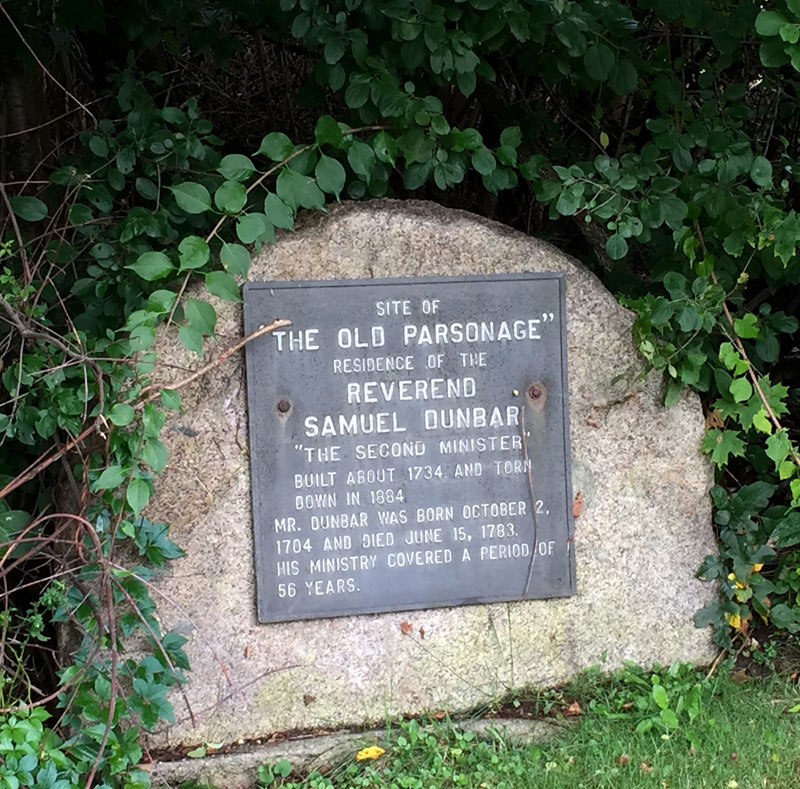 SITE OF
THE OLD PARSONAGE"
RESIDENCE OF THE
REVEREND
SAMUEL DUNBAR
"THE SECOND MINISTER"
BUILT ABOUT 1734 AND TORN
DOWN IN 1884
MR. DUNBAR WAS BORN OCTOBER 2,
1704 AND DIED JUNE 15, 1783.
HIS MINISTRY COVERED A PERIOD OF
56 YEARS.